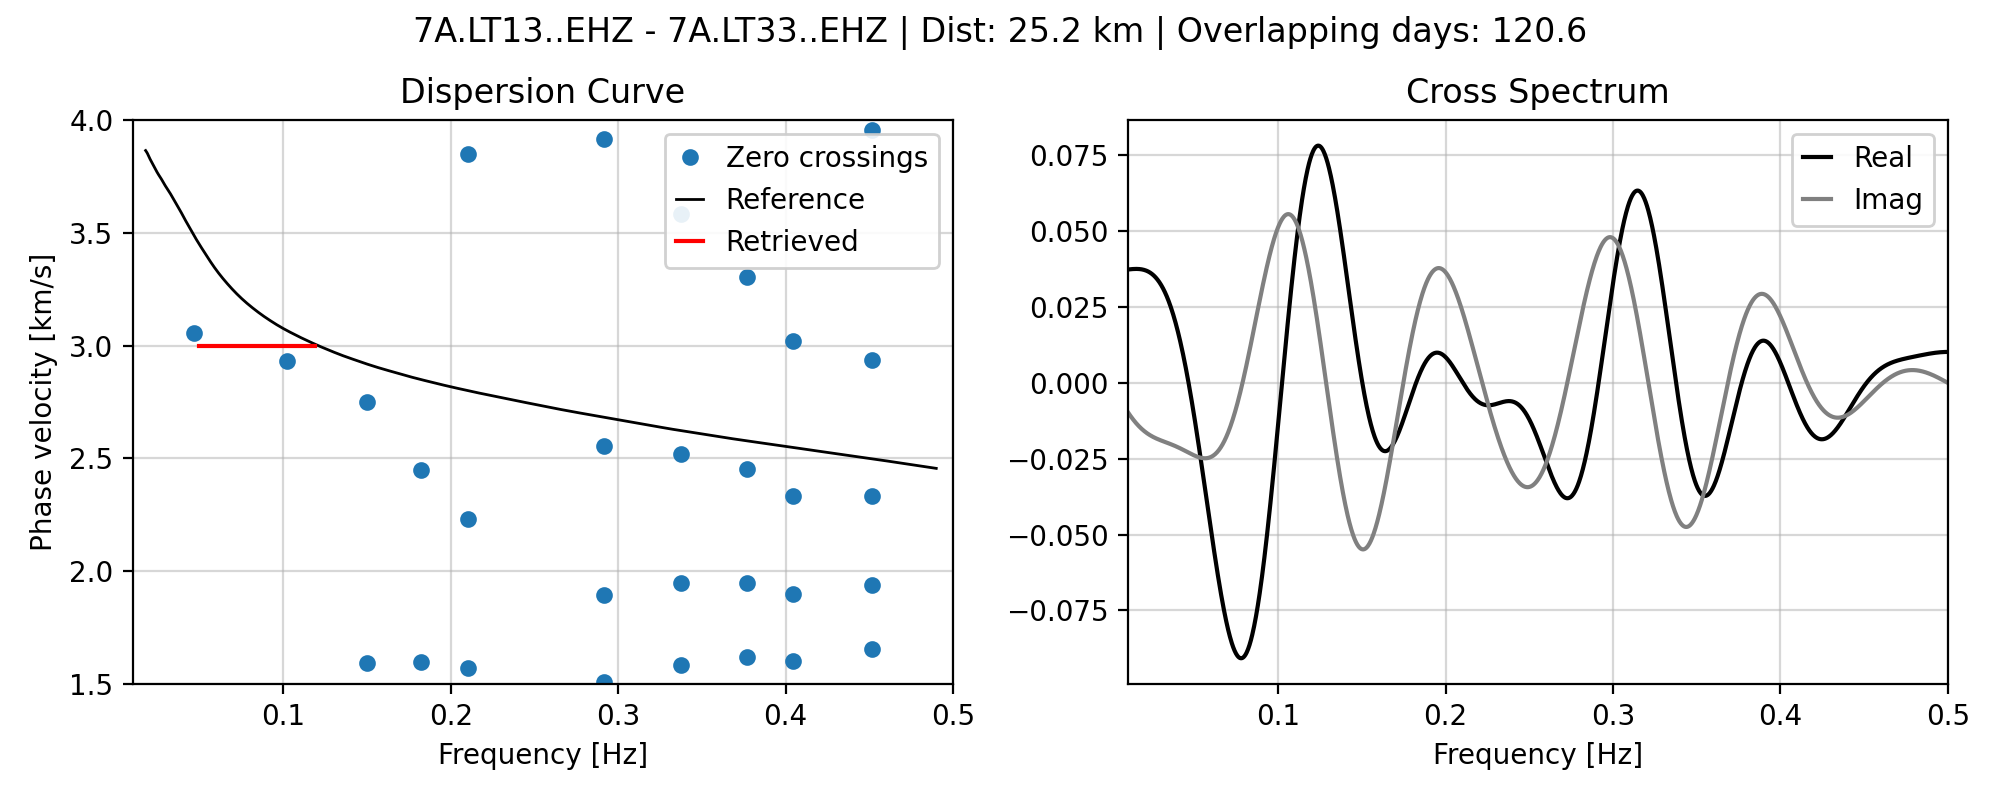 7A.LT13..EHZ - 7A.LT33..EHZ | Dist: 25.2 km | Overlapping days: 120.6
Dispersion Curve
4.0
3.5
3.0
2.5
2.0
1.5
0.1
0.2
0.3
0.4
0.5
Phase velocity [km/s]
Frequency [Hz]
Zero crossings
Reference
Retrieved
Cross Spectrum
0.075
0.050
0.025
0.000
−0.025
−0.050
−0.075
0.1
0.2
0.3
0.4
0.5
Frequency [Hz]
Real
Imag